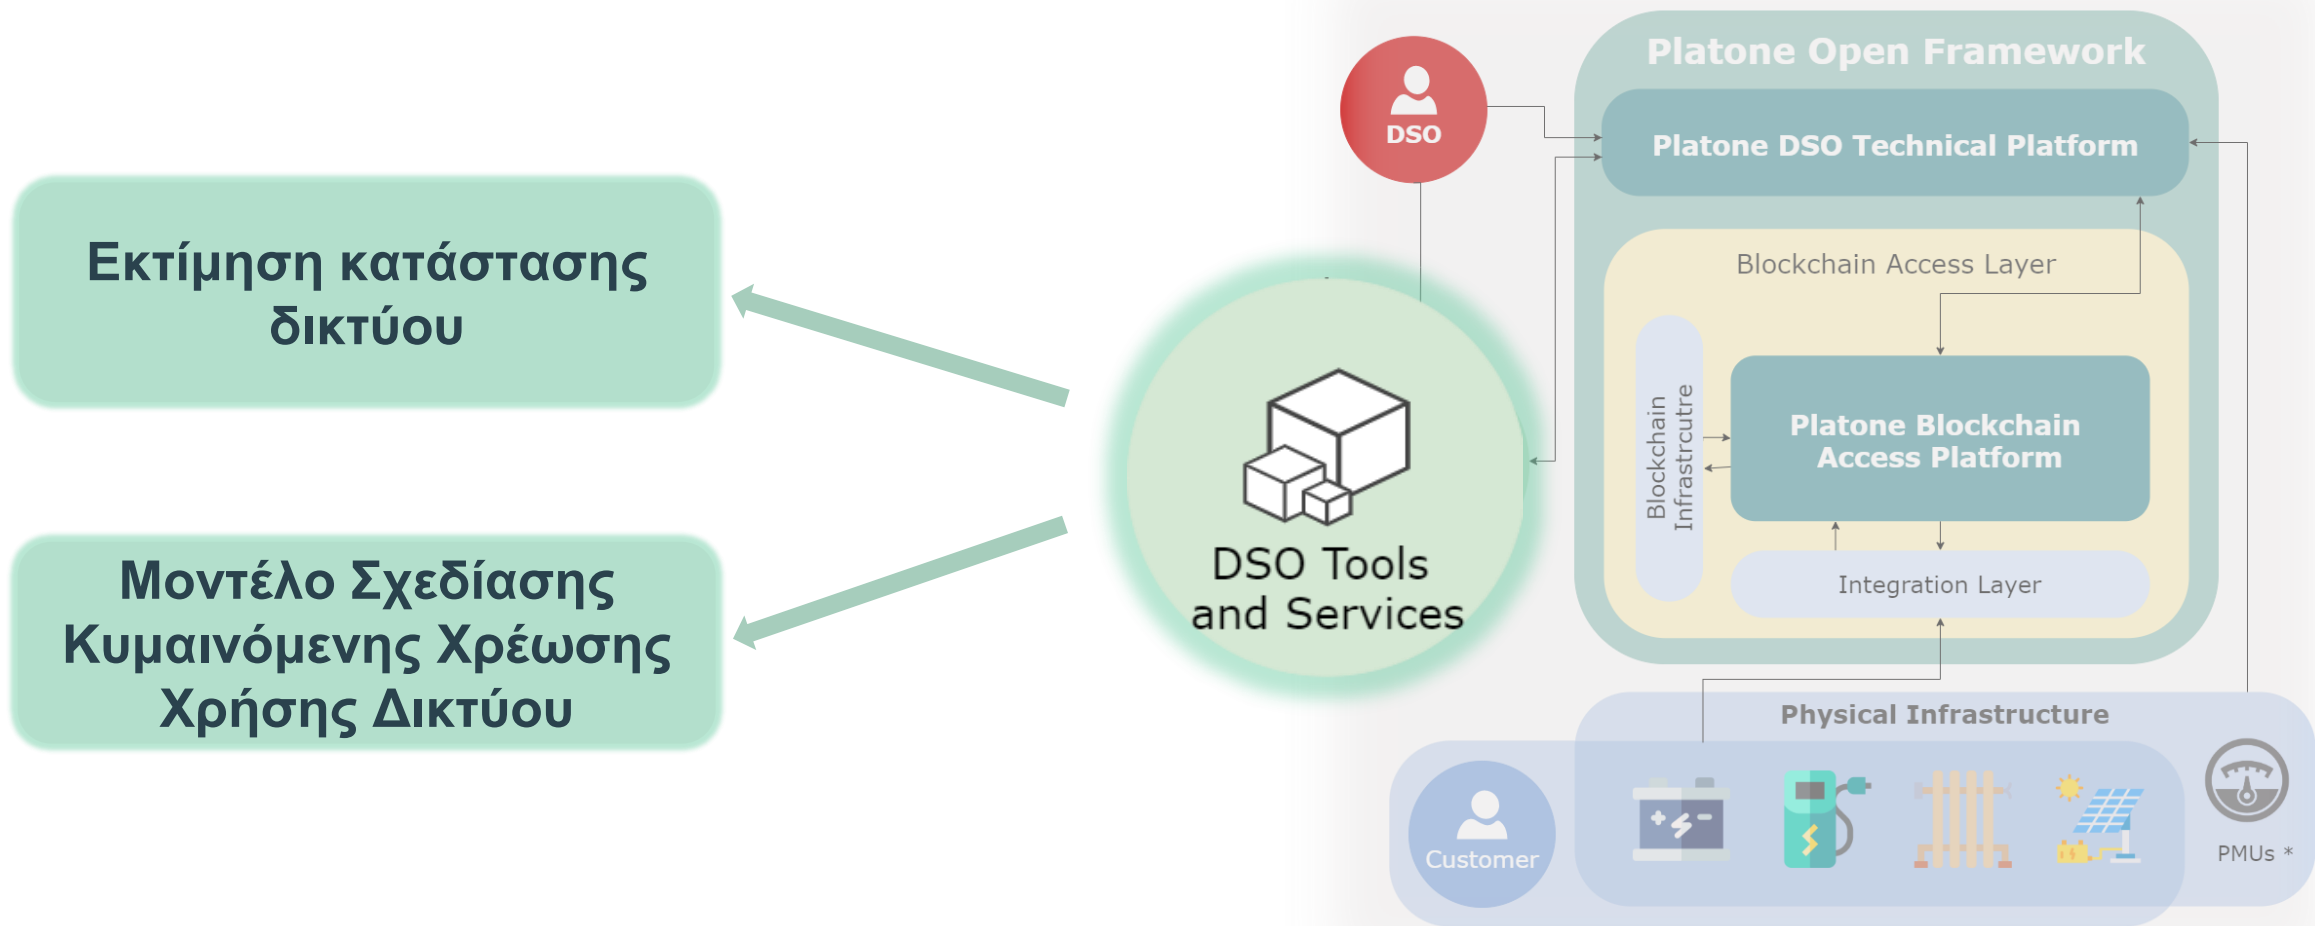 Εκτίμηση κατάστασης
δικτύου
Μοντέλο Σχεδίασης
Κυμαινόμενης Χρέωσης
Χρήσης Δικτύου
DSO Tools
and Services
DSO
Platone Open Framework
Platone DSO Technical Platform
Blockchain Access Layer
Blockchain
Infrastrcutre
Platone Blockchain
Access Platform
Integration Layer
Physical Infrastructure
Customer
PMUs *